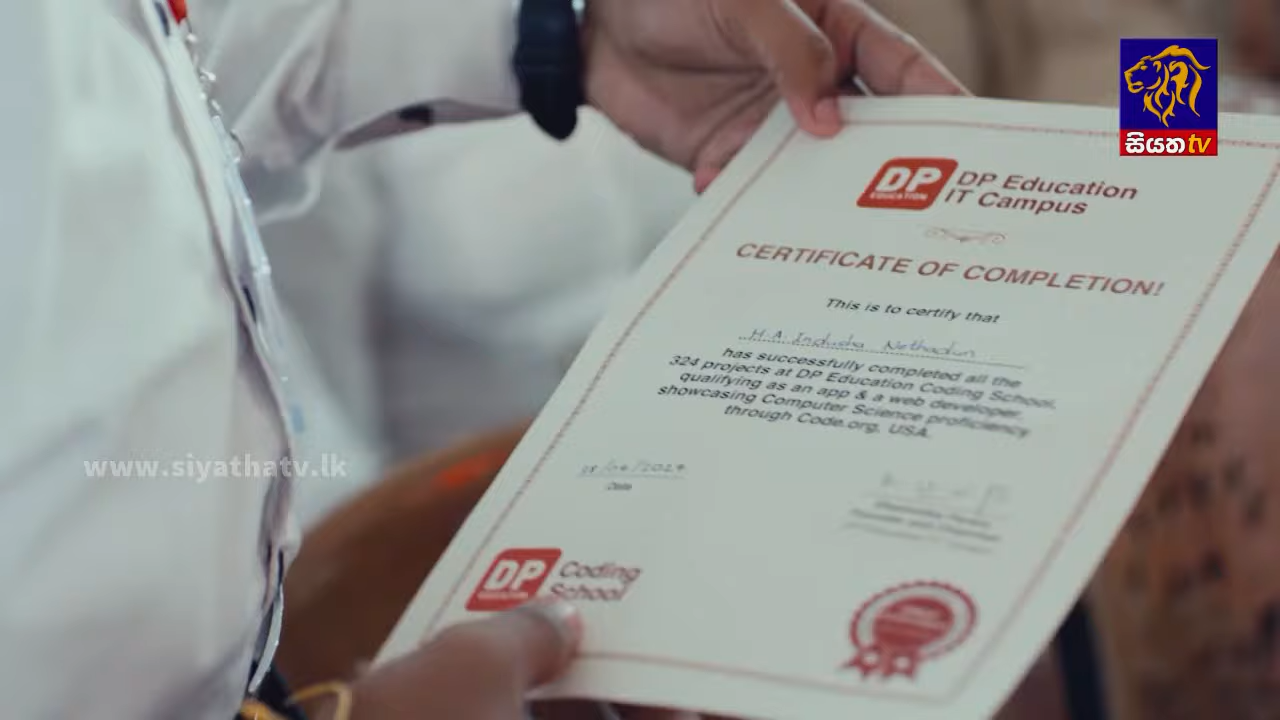 සියත tv
DP
EDUCATION
DP Education
IT Campus
CERTIFICATE OF COMPLETION!
This is to certify that
H.A. Indusha Nethadun
has successfully completed all the
324 projects at DP Education Coding School,
qualifying as an app & a web developer,
showcasing Computer Science proficiency
through Code.org, USA.
www.siyathatv.lk
Date
DP
EDUCATION
Coding
School